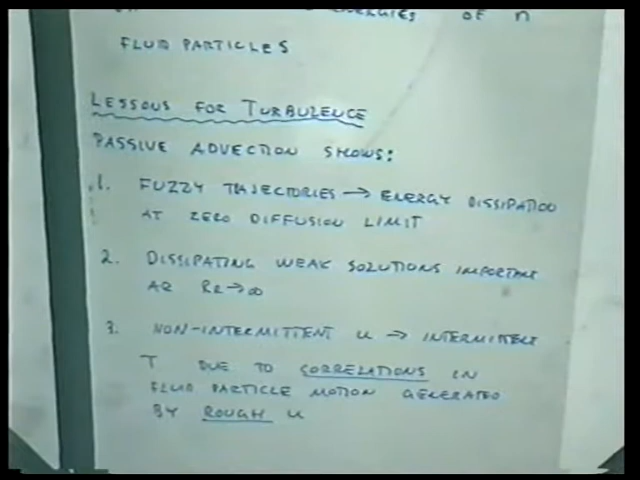 ENERGIES OF N
FLUID PARTICLES
LESSONS FOR TURBULENCE
PASSIVE ADVECTION SHOWS:
1. FUZZY TRAJECTORIES → ENERGY DISSIPATION
AT ZERO DIFFUSION LIMIT
2. DISSIPATING WEAK SOLUTIONS IMPORTANT
AS Re→∞
3. NON-INTERMITTENT u → INTERMITTENT
T DUE TO CORRELATIONS IN
FLUID PARTICLE MOTION GENERATED
BY ROUGH u